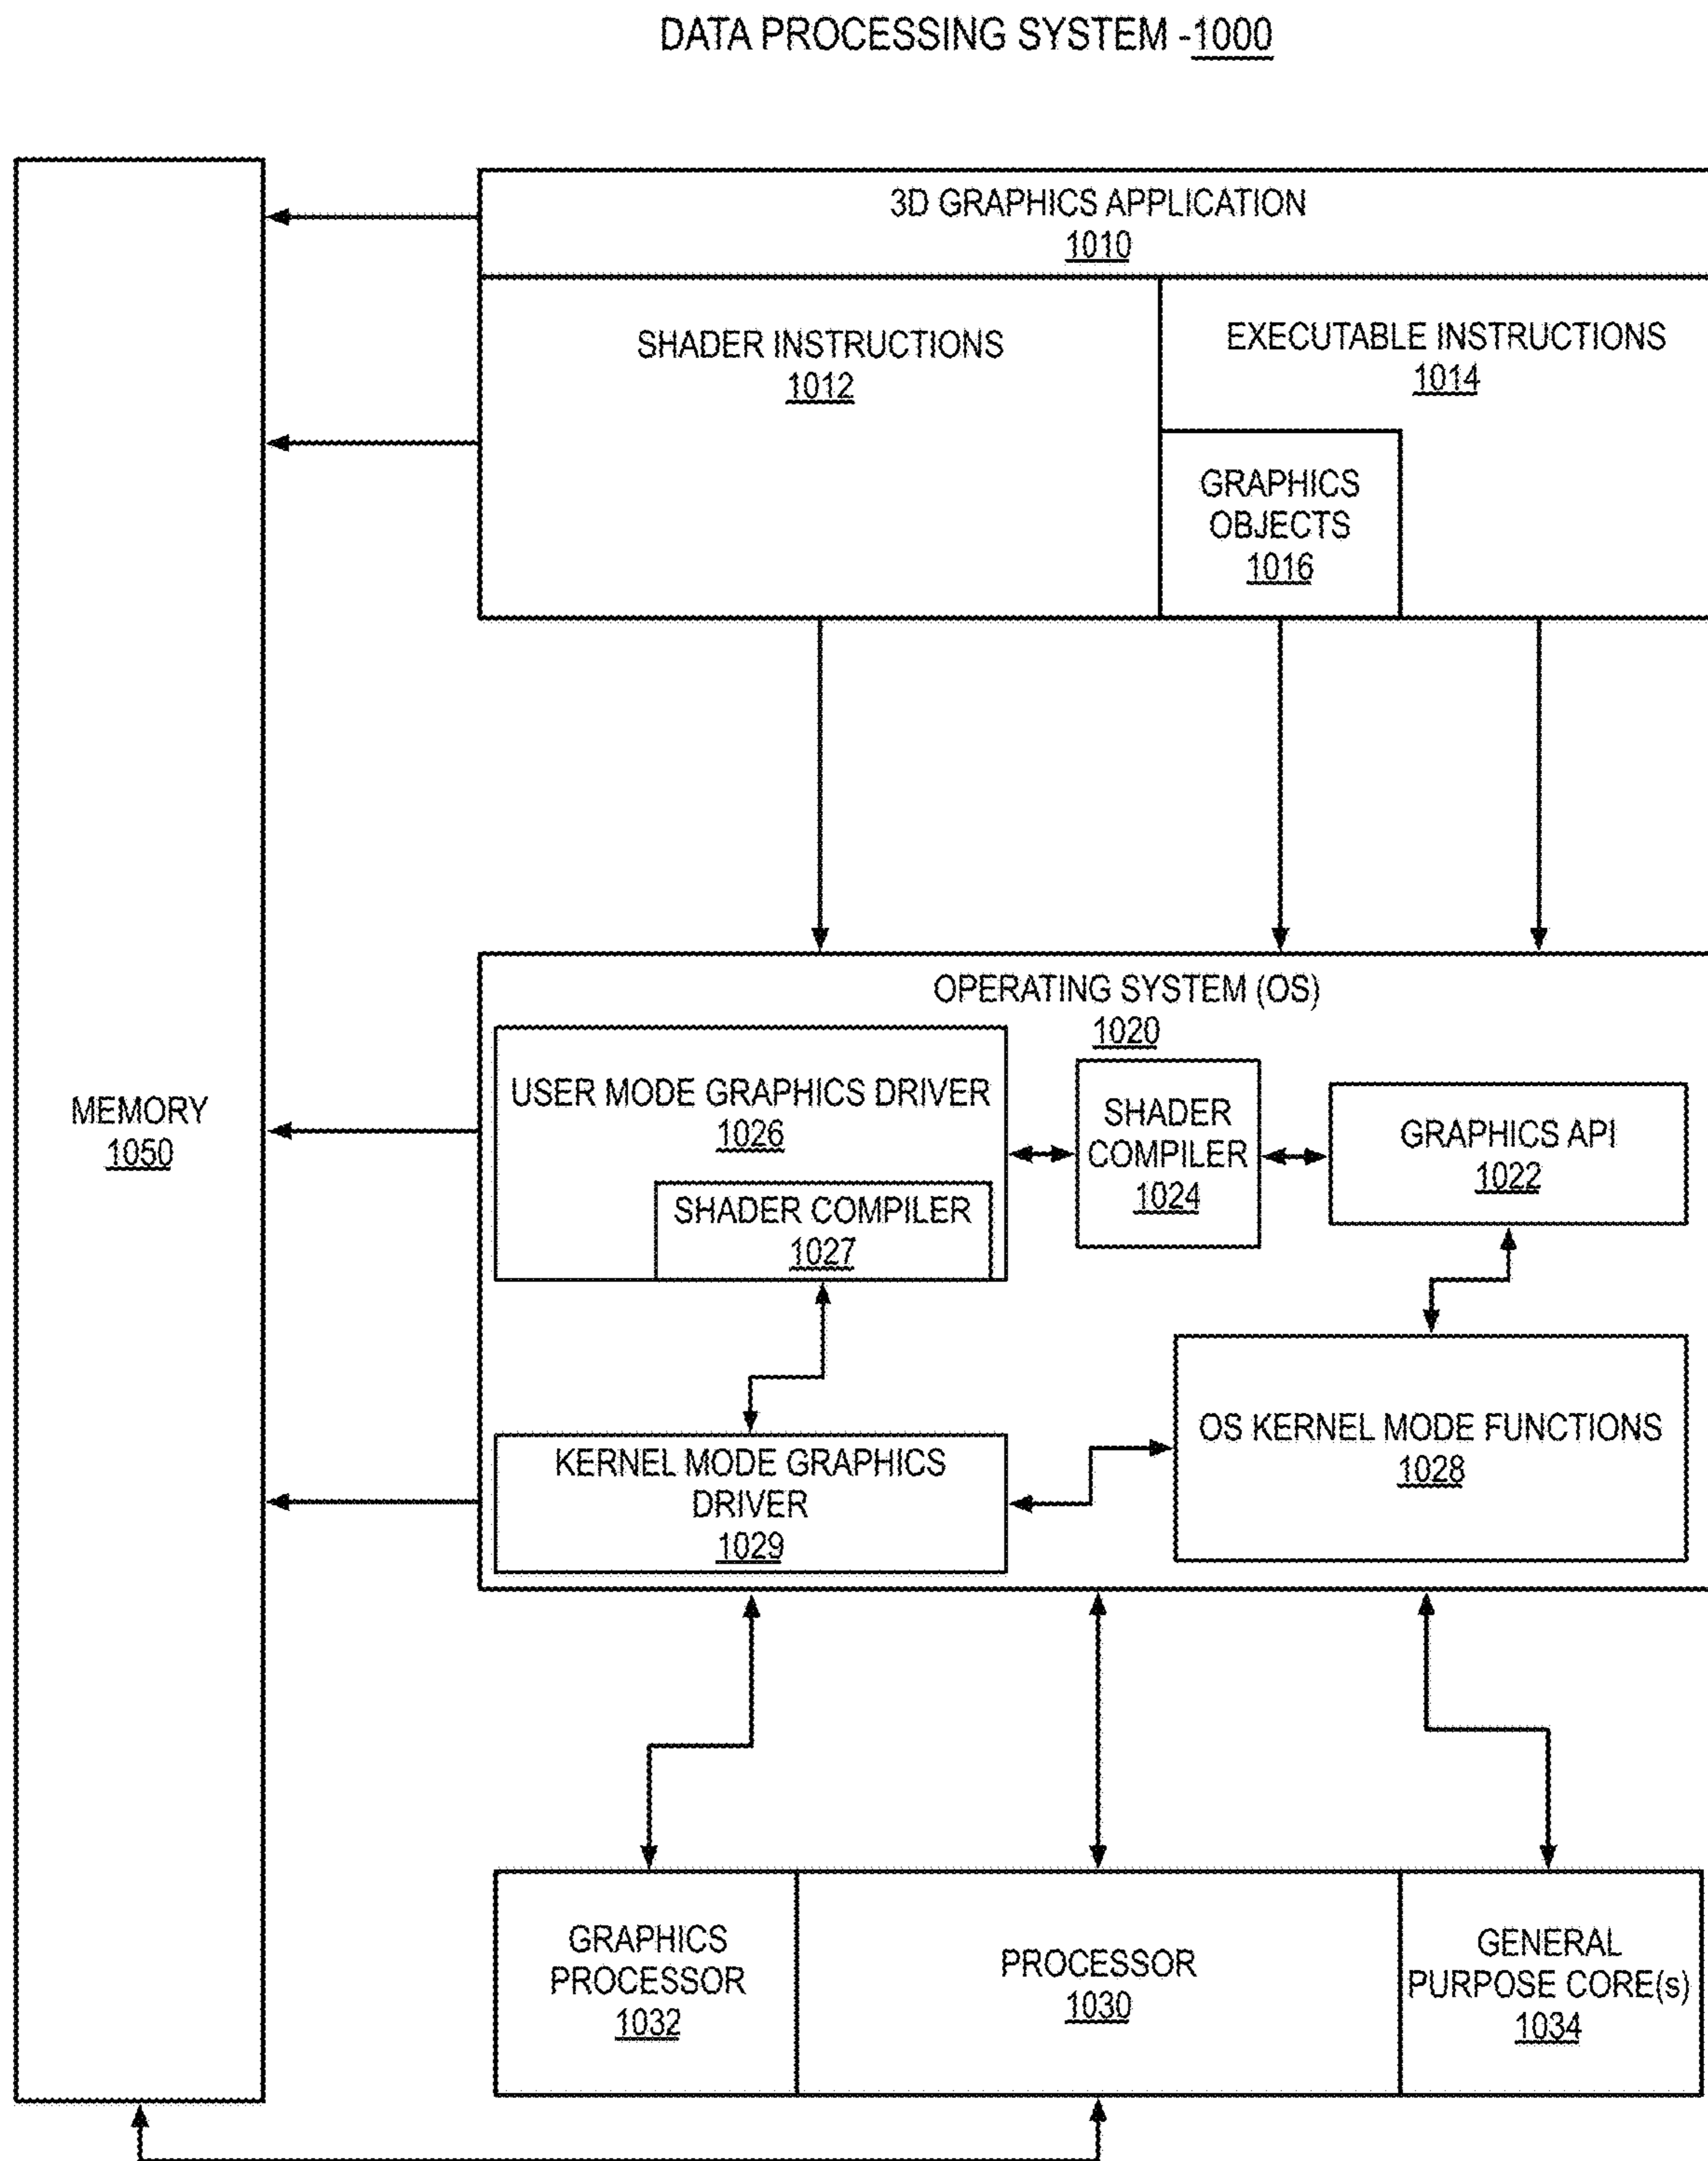 DATA PROCESSING SYSTEM -1000
3D GRAPHICS APPLICATION
1010
SHADER INSTRUCTIONS
1012
EXECUTABLE INSTRUCTIONS
1014
GRAPHICS
OBJECTS
1016
MEMORY
1050
OPERATING SYSTEM (OS)
1020
USER MODE GRAPHICS DRIVER
1026
SHADER COMPILER
1027
SHADER
COMPILER
1024
GRAPHICS API
1022
KERNEL MODE GRAPHICS
DRIVER
1029
OS KERNEL MODE FUNCTIONS
1028
GRAPHICS
PROCESSOR
1032
PROCESSOR
1030
GENERAL
PURPOSE CORE(s)
1034